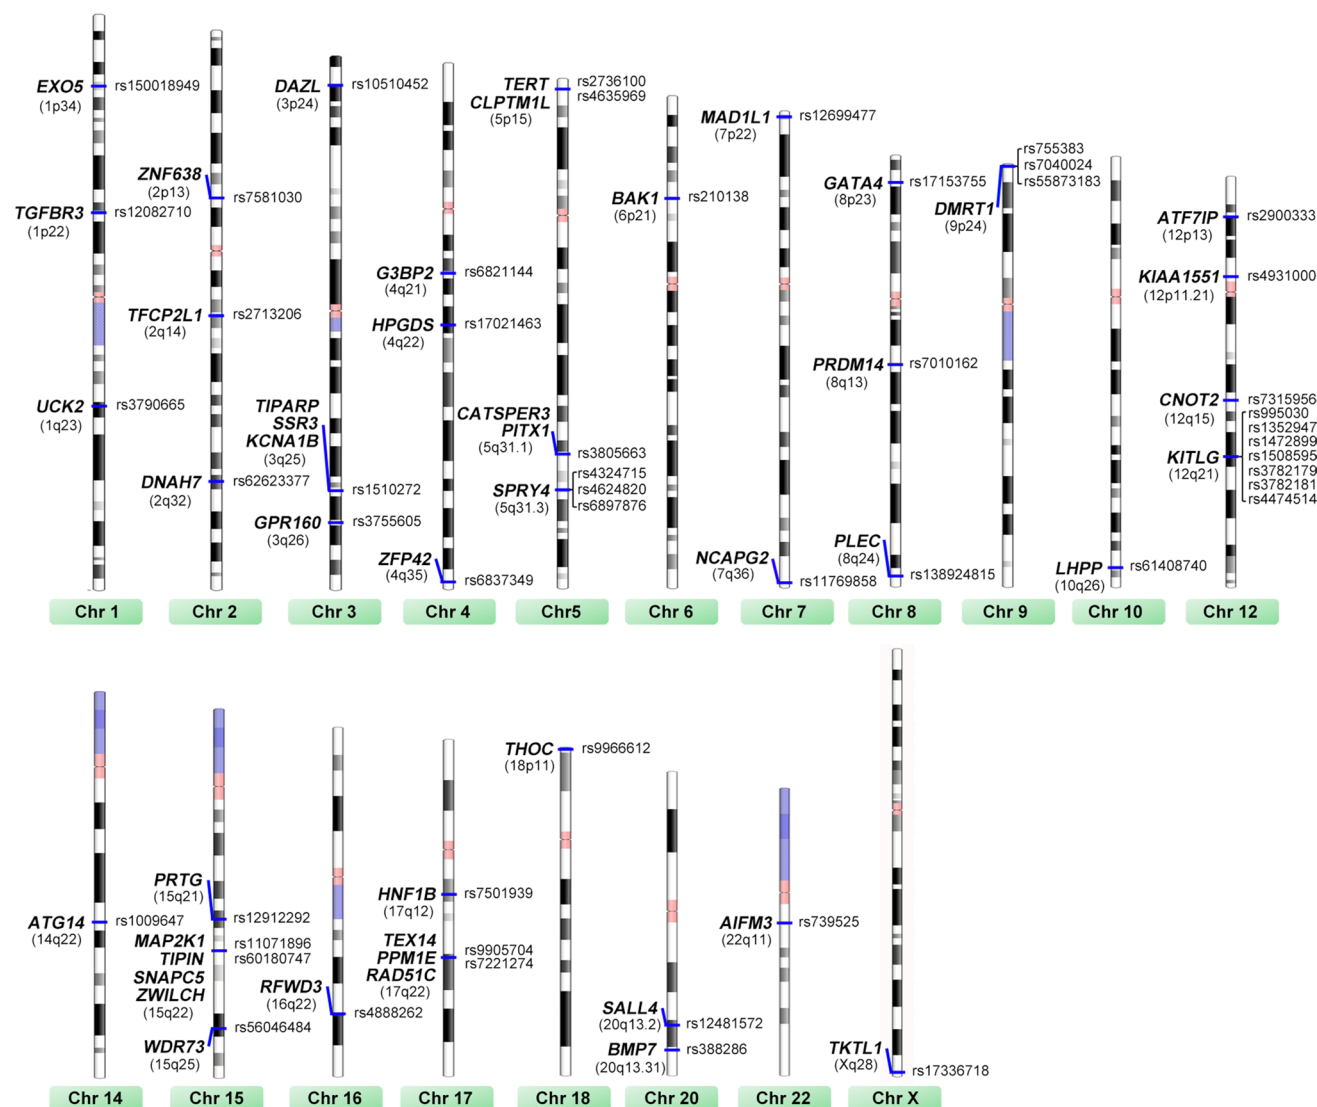 EXO5
(1p34)
rs150018949
TGFBR3
(1p22)
rs12082710
UCK2
(1q23)
rs3790665
Chr 1
ZNF638
(2p13)
rs7581030
TFCP2L1
(2q14)
rs2713206
DNAH7
(2q32)
rs62623377
Chr 2
DAZL
(3p24)
rs10510452
TIPARP
SSR3
KCNA1B
(3q25)
rs1510272
GPR160
(3q26)
rs3755605
Chr 3
G3BP2
(4q21)
rs6821144
HPGDS
(4q22)
rs17021463
ZFP42
(4q35)
rs6837349
Chr 4
TERT
CLPTM1L
(5p15)
rs2736100
rs4635969
CATSPER3
PITX1
(5q31.1)
rs3805663
SPRY4
(5q31.3)
rs4324715
rs4624820
rs6897876
Chr5
BAK1
(6p21)
rs210138
Chr 6
MAD1L1
(7p22)
rs12699477
NCAPG2
(7q36)
rs11769858
Chr 7
GATA4
(8p23)
rs17153755
PRDM14
(8q13)
rs7010162
PLEC
(8q24)
rs138924815
Chr 8
DMRT1
(9p24)
rs755383
rs7040024
rs55873183
Chr 9
LHPP
(10q26)
rs61408740
Chr 10
ATF7IP
(12p13)
rs2900333
KIAA1551
(12p11.21)
rs4931000
CNOT2
(12q15)
rs7315956
KITLG
(12q21)
rs995030
rs1352947
rs1472899
rs1508595
rs3782179
rs3782181
rs4474514
Chr 12
ATG14
(14q22)
rs1009647
Chr 14
PRTG
(15q21)
rs12912292
MAP2K1
TIPIN
SNAPC5
ZWILCH
(15q22)
rs11071896
rs60180747
WDR73
(15q25)
rs56046484
Chr 15
RFWD3
(16q22)
rs4888262
Chr 16
HNF1B
(17q12)
rs7501939
TEX14
PPM1E
RAD51C
(17q22)
rs9905704
rs7221274
Chr 17
THOC
(18p11)
rs9966612
Chr 18
SALL4
(20q13.2)
rs12481572
BMP7
(20q13.31)
rs388286
Chr 20
AIFM3
(22q11)
rs739525
Chr 22
TKTL1
(Xq28)
rs17336718
Chr X